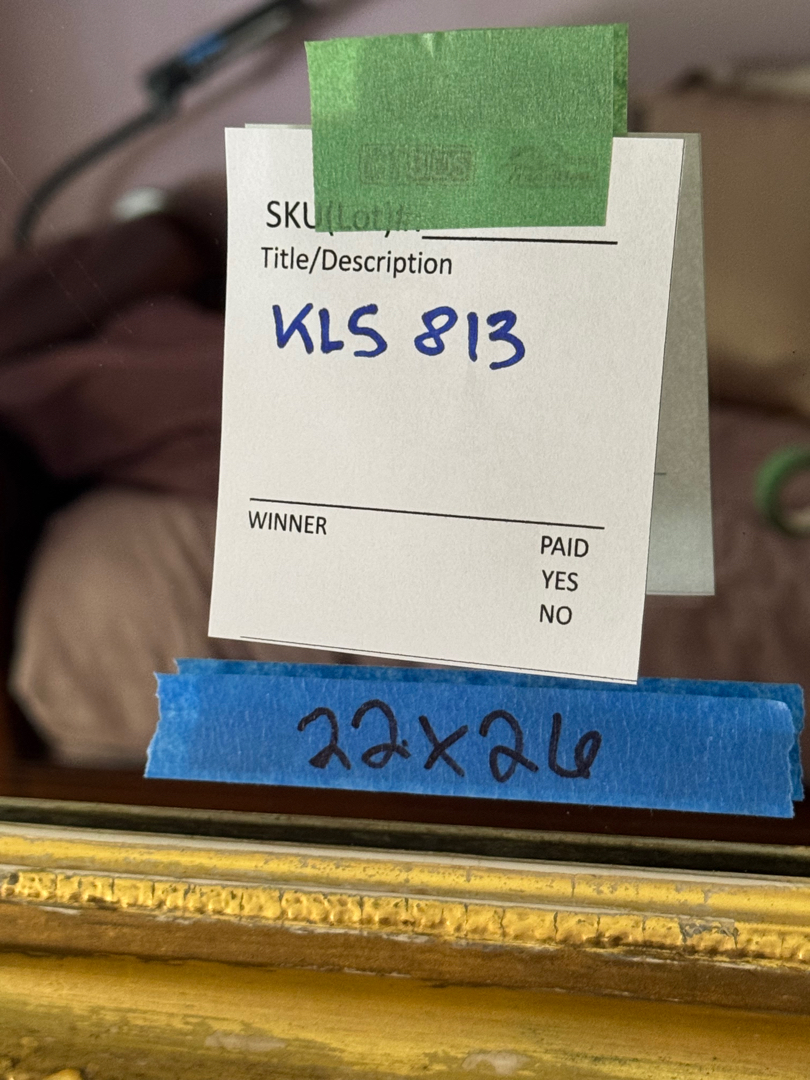 SKU(Lot)#:
Title/Description
KLS 813
WINNER
PAID
YES
NO
22x26